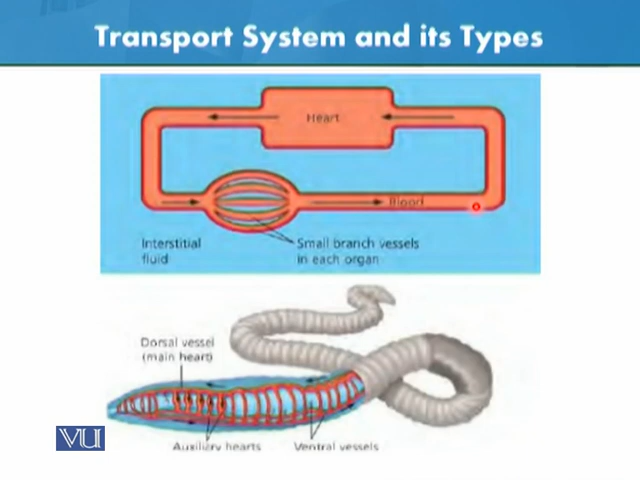 Transport System and its Types
Heart
Blood
Interstitial
fluid
Small branch vessels
in each organ
Dorsal vessel
(main heart)
Auxiliary hearts
Ventral vessels
VU